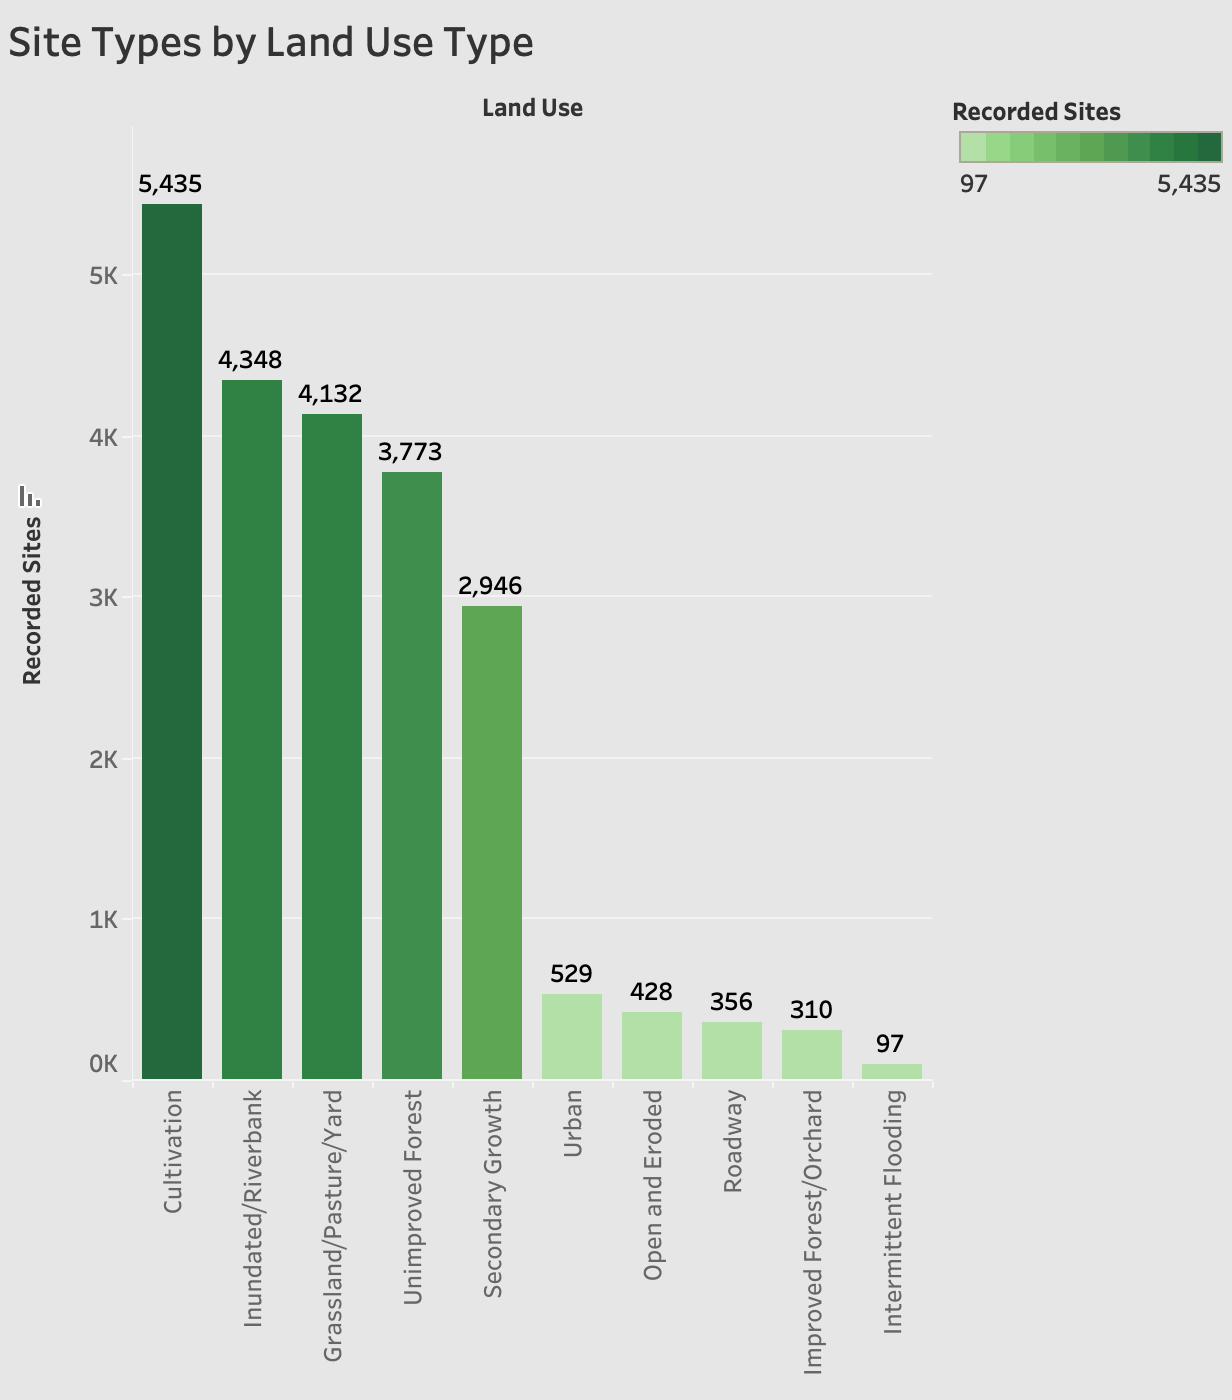 Site Types by Land Use Type
Land Use
Recorded Sites
97 5,435
Recorded Sites
5K
4K
3K
2K
1K
0K
5,435
4,348
4,132
3,773
2,946
529
428
356
310
97
Cultivation
Inundated/Riverbank
Grassland/Pasture/Yard
Unimproved Forest
Secondary Growth
Urban
Open and Eroded
Roadway
Improved Forest/Orchard
Intermittent Flooding